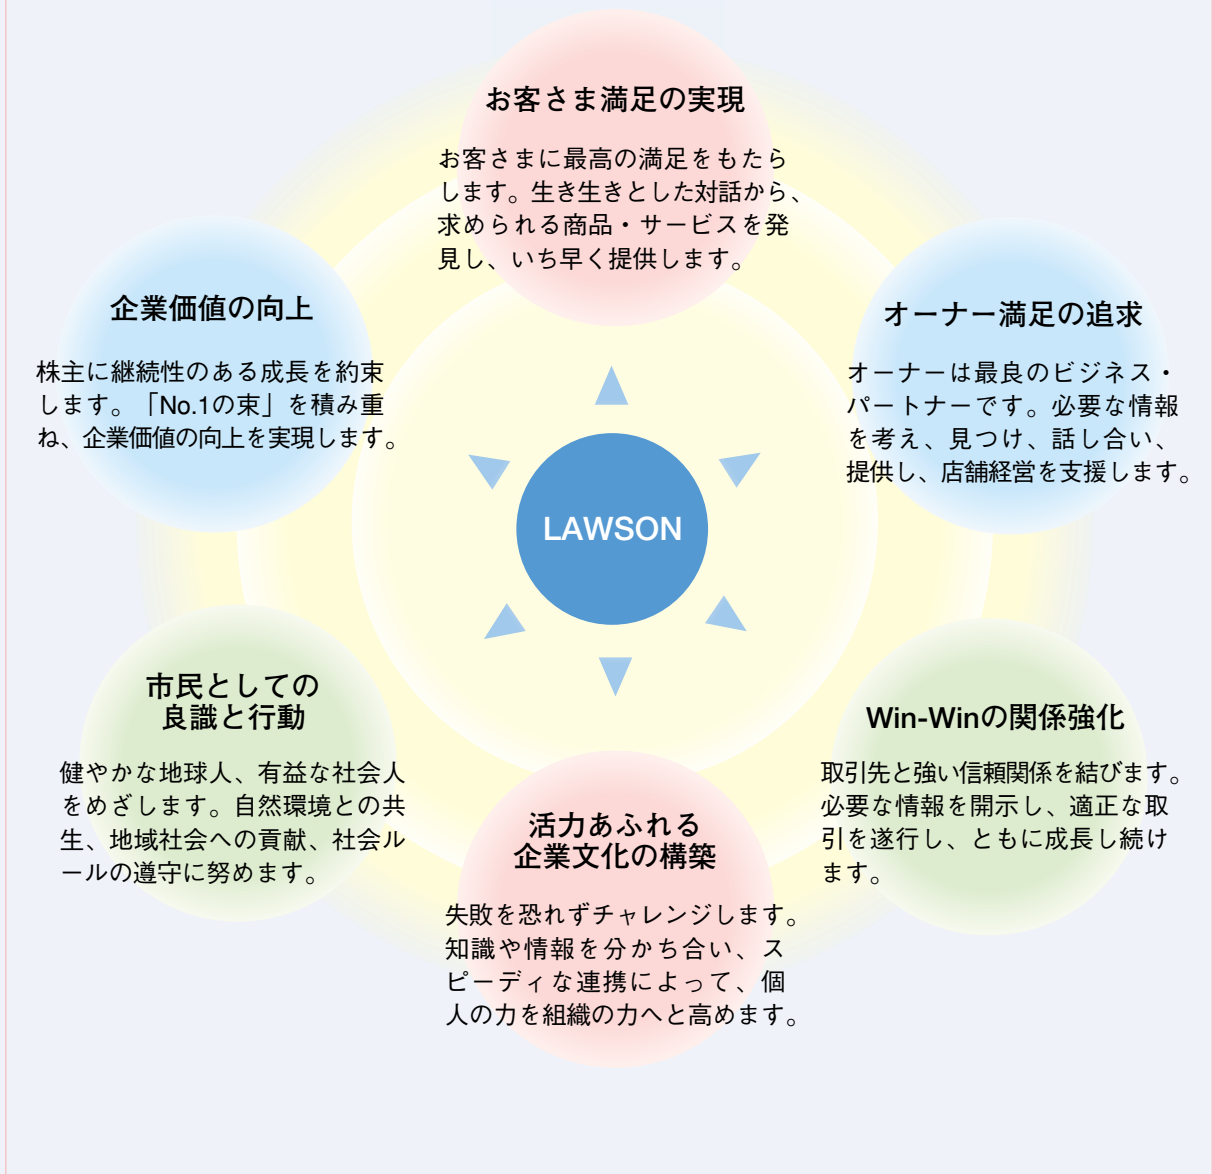 お客さま満足の実現
お客さまに最高の満足をもたら
します。生き生きとした対話から、
求められる商品・サービスを発
見し、いち早く提供します。
企業価値の向上
株主に継続性のある成長を約束
します。「No.1の束」を積み重
ね、企業価値の向上を実現します。
オーナー満足の追求
オーナーは最良のビジネス・
パートナーです。必要な情報
を考え、見つけ、話し合い、
提供し、店舗経営を支援します。
LAWSON
市民としての
良識と行動
健やかな地球人、有益な社会人
をめざします。自然環境との共
生、地域社会への貢献、社会ル
ールの遵守に努めます。
Win-Winの関係強化
取引先と強い信頼関係を結びます。
必要な情報を開示し、適正な取
引を遂行し、ともに成長し続け
ます。
活力あふれる
企業文化の構築
失敗を恐れずチャレンジします。
知識や情報を分かち合い、ス
ピーディな連携によって、個
人の力を組織の力へと高めます。